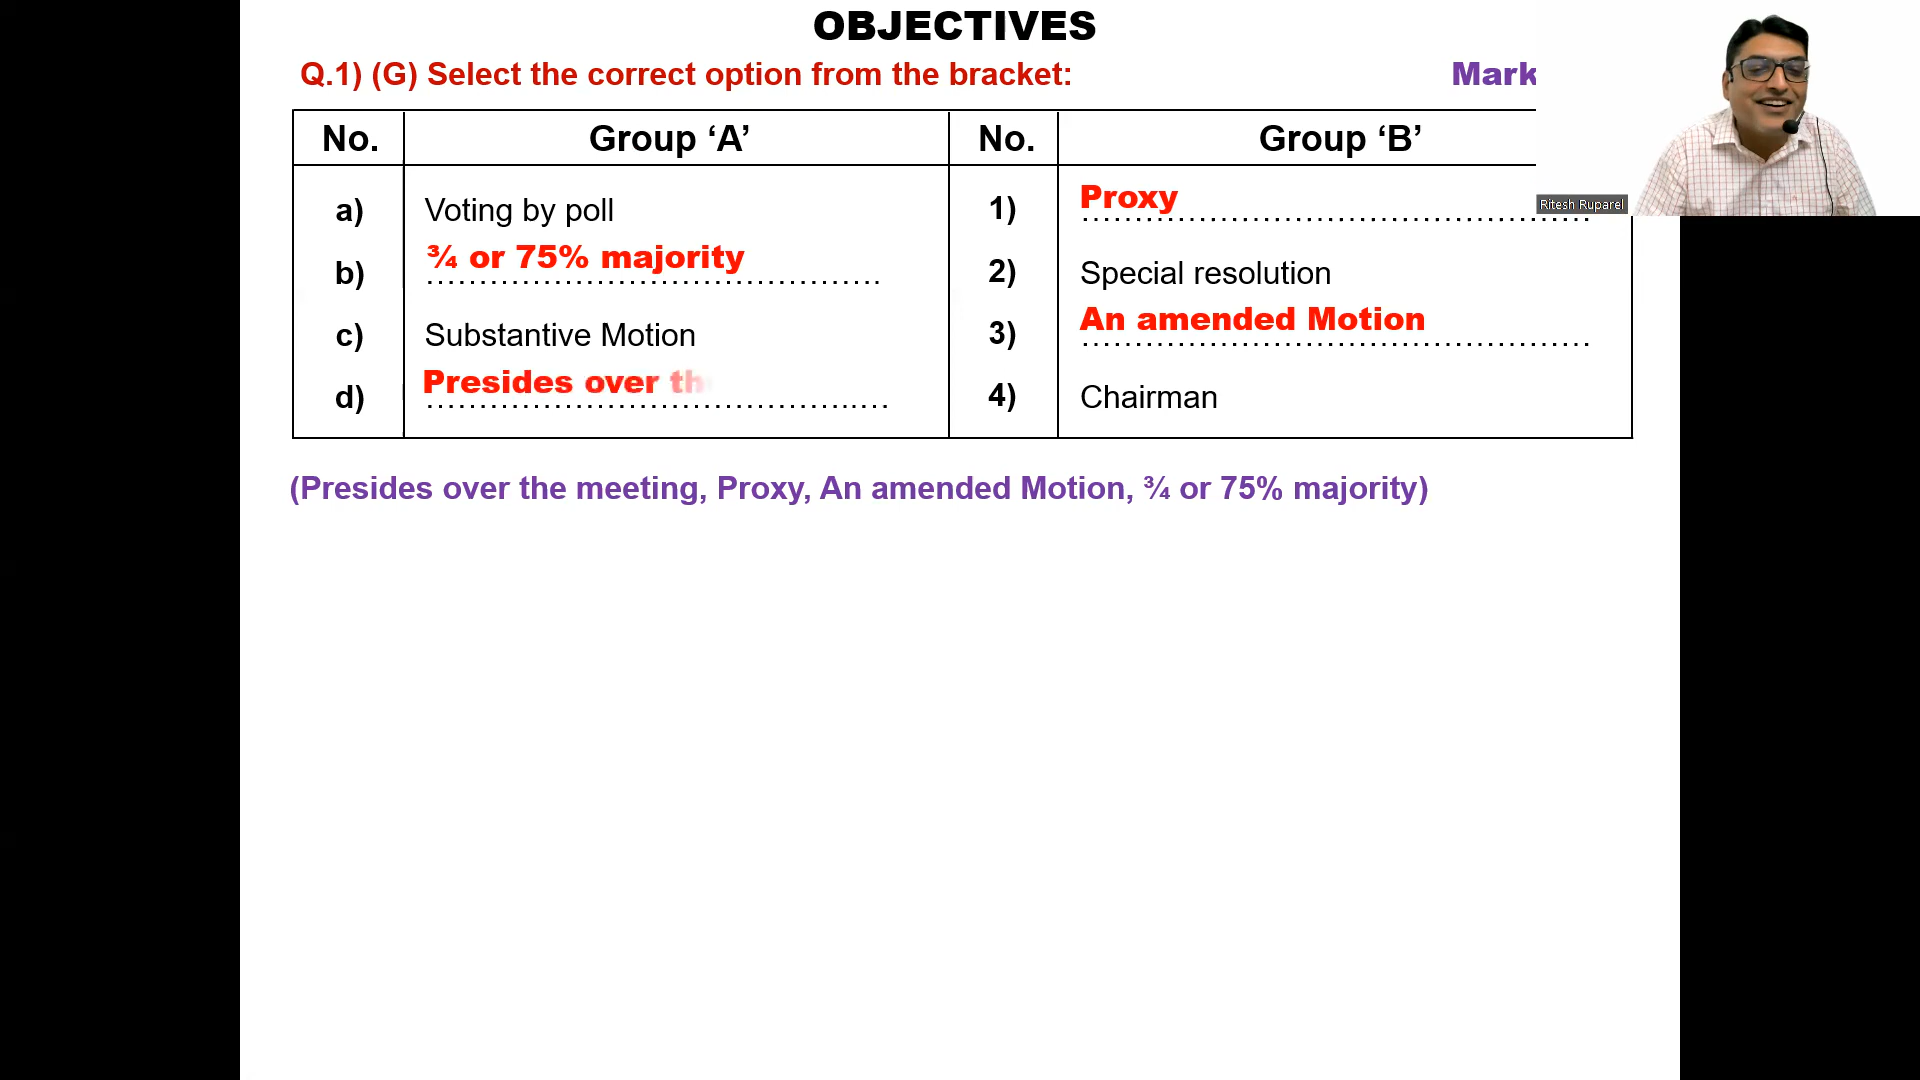 OBJECTIVES
Q.1) (G) Select the correct option from the bracket: Mark
No. Group ‘A’ No. Group ‘B’
a) Voting by poll 1) Proxy
b) ¾ or 75% majority 2) Special resolution
c) Substantive Motion 3) An amended Motion
d) Presides over th 4) Chairman
(Presides over the meeting, Proxy, An amended Motion, ¾ or 75% majority)
Ritesh Ruparel